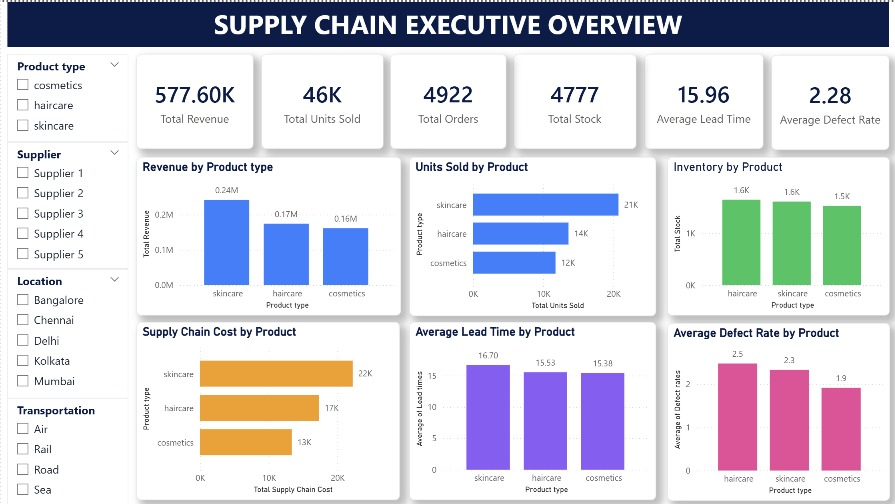 SUPPLY CHAIN EXECUTIVE OVERVIEW
Product type
cosmetics
haircare
skincare
Supplier
Supplier 1
Supplier 2
Supplier 3
Supplier 4
Supplier 5
Location
Bangalore
Chennai
Delhi
Kolkata
Mumbai
Transportation
Air
Rail
Road
Sea
577.60K
Total Revenue
46K
Total Units Sold
4922
Total Orders
4777
Total Stock
15.96
Average Lead Time
2.28
Average Defect Rate
Revenue by Product type
Total Revenue
0.2M
0.1M
0.0M
0.24M
0.17M
0.16M
skincare haircare cosmetics
Product type
Units Sold by Product
Product type
skincare 21K
haircare 14K
cosmetics 12K
0K 10K 20K
Total Units Sold
Inventory by Product
Total Stock
1K
0K
1.6K 1.6K 1.5K
haircare skincare cosmetics
Product type
Supply Chain Cost by Product
Product type
skincare 22K
haircare 17K
cosmetics 13K
0K 10K 20K
Total Supply Chain Cost
Average Lead Time by Product
Average of Lead times
15
10
5
0
16.70 15.53 15.38
skincare haircare cosmetics
Product type
Average Defect Rate by Product
Average of Defect rates
2
1
0
2.5 2.3 1.9
haircare skincare cosmetics
Product type